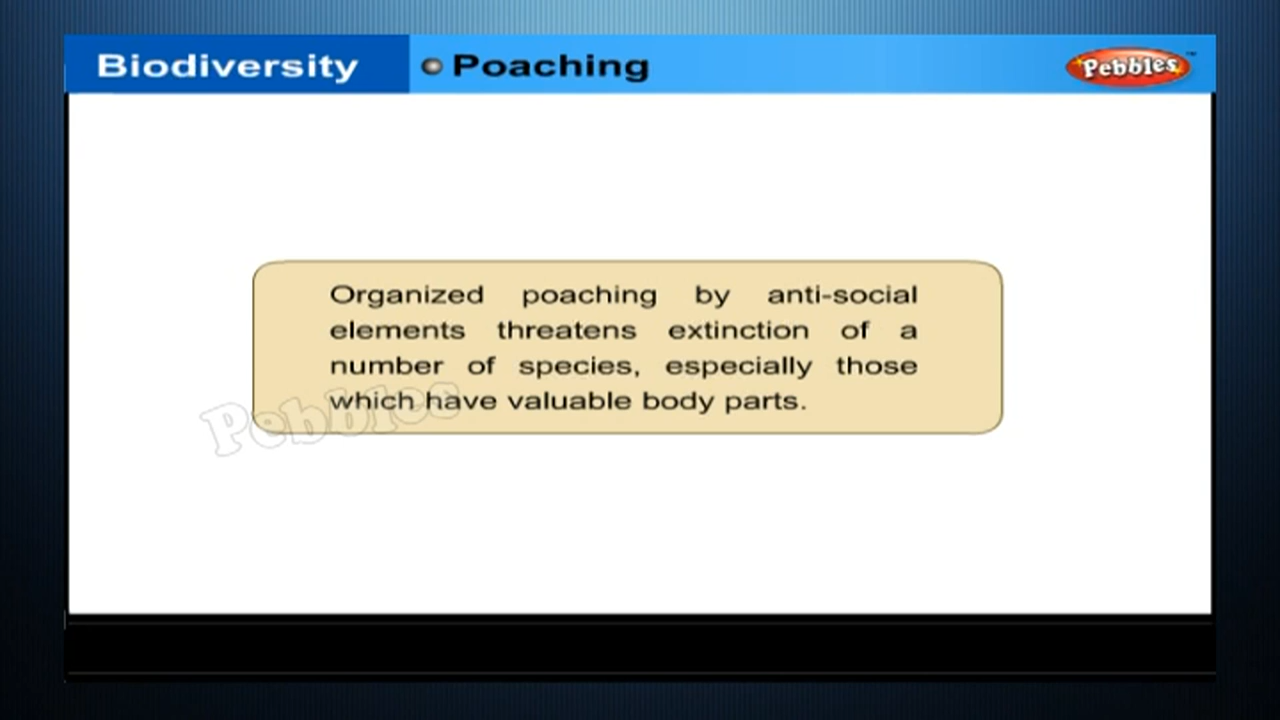 Biodiversity
Poaching
Pebbles™
Organized poaching by anti-social
elements threatens extinction of a
number of species, especially those
which have valuable body parts.
Pebbles